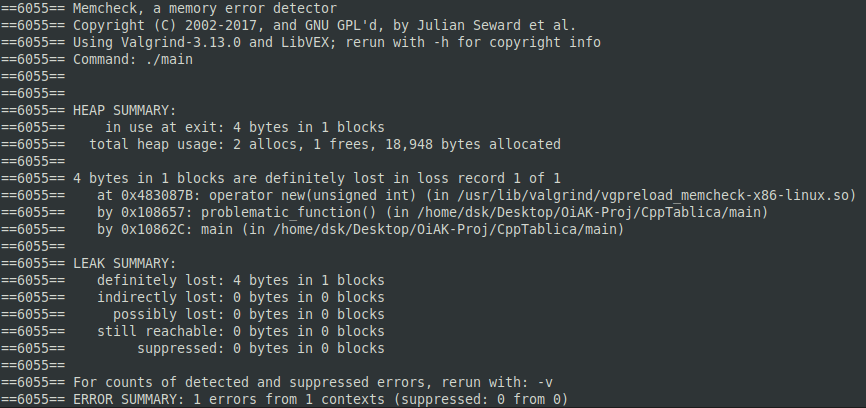 ==6055== Memcheck, a memory error detector
==6055== Copyright (C) 2002-2017, and GNU GPL'd, by Julian Seward et al.
==6055== Using Valgrind-3.13.0 and LibVEX; rerun with -h for copyright info
==6055== Command: ./main
==6055==
==6055==
==6055== HEAP SUMMARY:
==6055==     in use at exit: 4 bytes in 1 blocks
==6055==   total heap usage: 2 allocs, 1 frees, 18,948 bytes allocated
==6055==
==6055== 4 bytes in 1 blocks are definitely lost in loss record 1 of 1
==6055==    at 0x483087B: operator new(unsigned int) (in /usr/lib/valgrind/vgpreload_memcheck-x86-linux.so)
==6055==    by 0x108657: problematic_function() (in /home/dsk/Desktop/OiAK-Proj/CppTablica/main)
==6055==    by 0x10862C: main (in /home/dsk/Desktop/OiAK-Proj/CppTablica/main)
==6055==
==6055== LEAK SUMMARY:
==6055==    definitely lost: 4 bytes in 1 blocks
==6055==    indirectly lost: 0 bytes in 0 blocks
==6055==      possibly lost: 0 bytes in 0 blocks
==6055==    still reachable: 0 bytes in 0 blocks
==6055==         suppressed: 0 bytes in 0 blocks
==6055==
==6055== For counts of detected and suppressed errors, rerun with: -v
==6055== ERROR SUMMARY: 1 errors from 1 contexts (suppressed: 0 from 0)